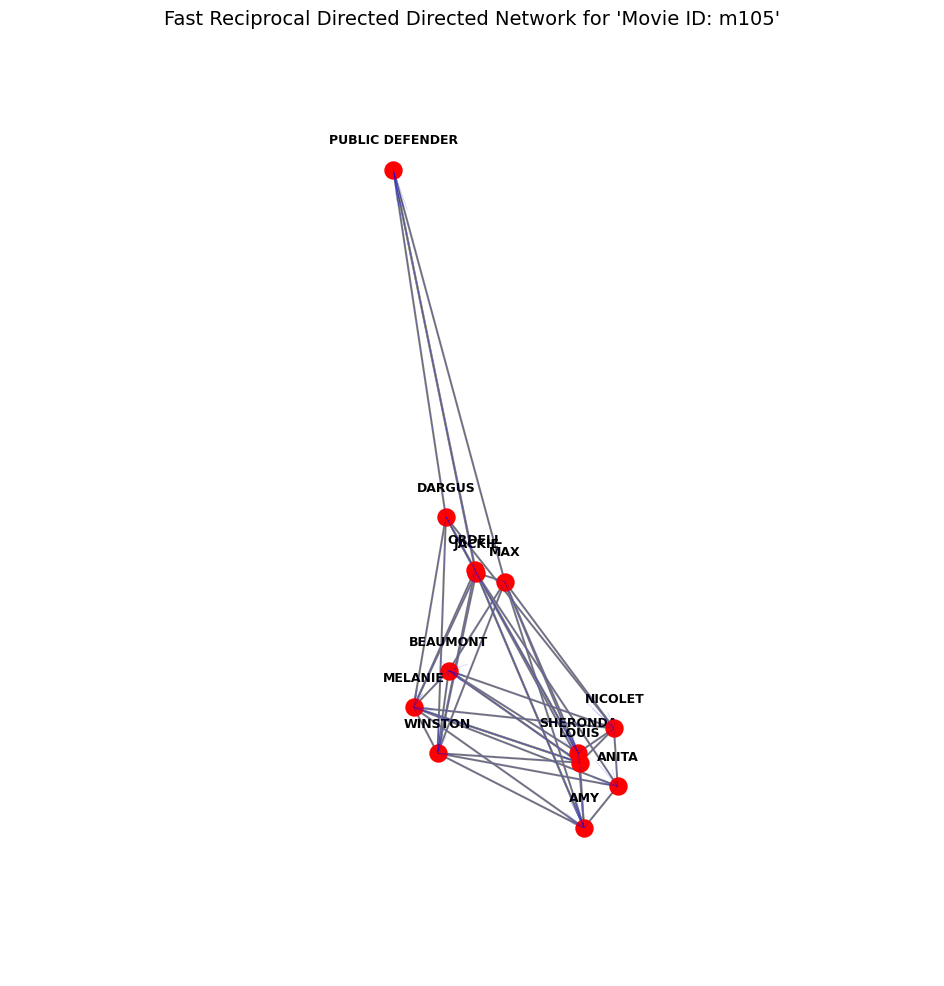 Fast Reciprocal Directed Directed Network for 'Movie ID: m105'
PUBLIC DEFENDER
DARGUS
ORDELL
JACKIE
MAX
BEAUMONT
MELANIE
NICOLET
WINSTON
SHERONDA
LOUIS
ANITA
AMY